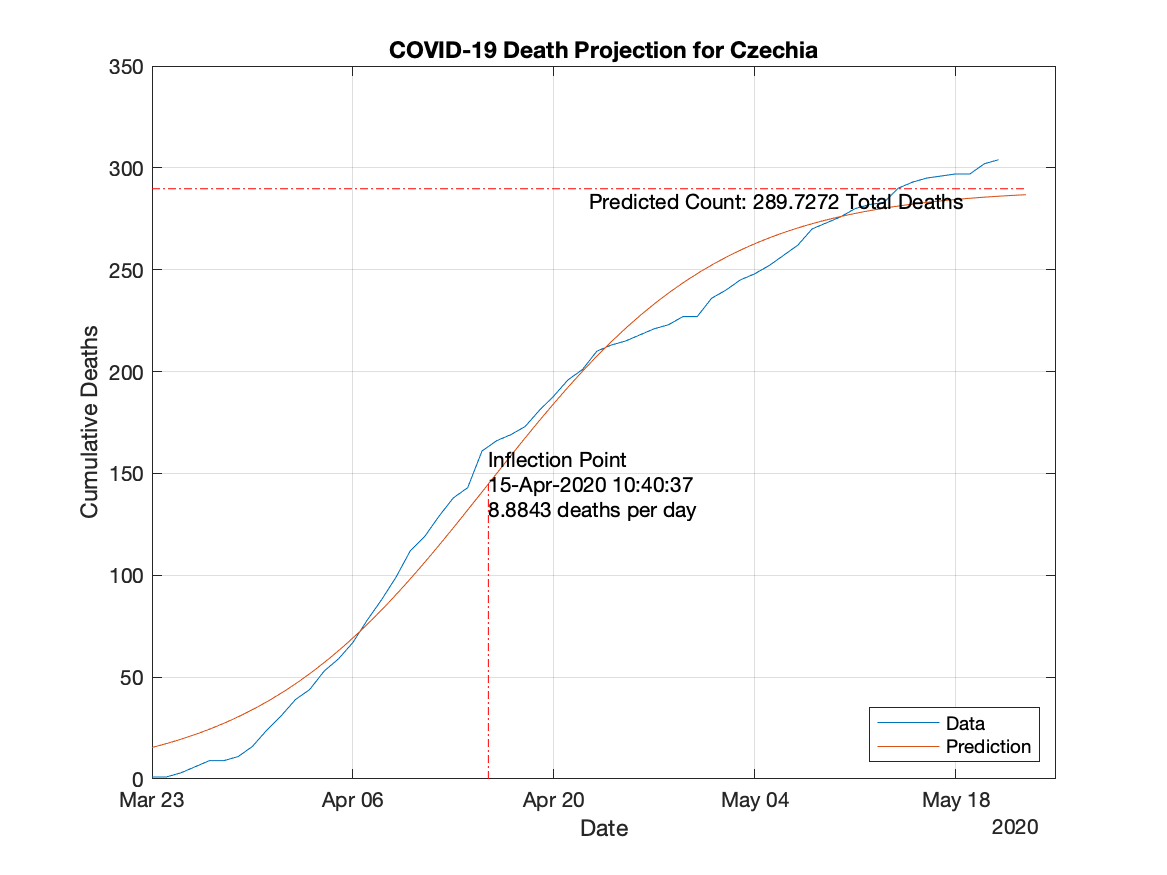 COVID-19 Death Projection for Czechia
350
300
250
200
150
100
50
0
Cumulative Deaths
Predicted Count: 289.7272 Total Deaths
Inflection Point
15-Apr-2020 10:40:37
8.8843 deaths per day
Data
Prediction
Mar 23
Apr 06
Apr 20
May 04
May 18
Date
2020